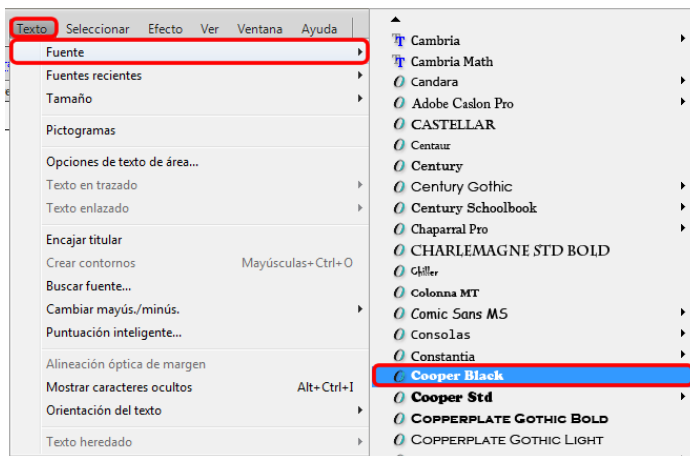 Texto Seleccionar Efecto Ver Ventana Ayuda
Fuente
Fuentes recientes
Tamaño
Pictogramas
Opciones de texto de área...
Texto en trazado
Texto enlazado
Encajar titular
Crear contornos Mayúsculas+Ctrl+O
Buscar fuente...
Cambiar mayús./minús.
Puntuación inteligente...
Alineación óptica de margen
Mostrar caracteres ocultos Alt+Ctrl+I
Orientación del texto
Texto heredado
Cambria
Cambria Math
Candara
Adobe Caslon Pro
CASTELLAR
Centaur
Century
Century Gothic
Century Schoolbook
Chaparral Pro
CHARLEMAGNE STD BOLD
Chiller
Colonna MT
Comic Sans MS
Consolas
Constantia
Cooper Black
Cooper Std
COPPERPLATE GOTHIC BOLD
COPPERPLATE GOTHIC LIGHT